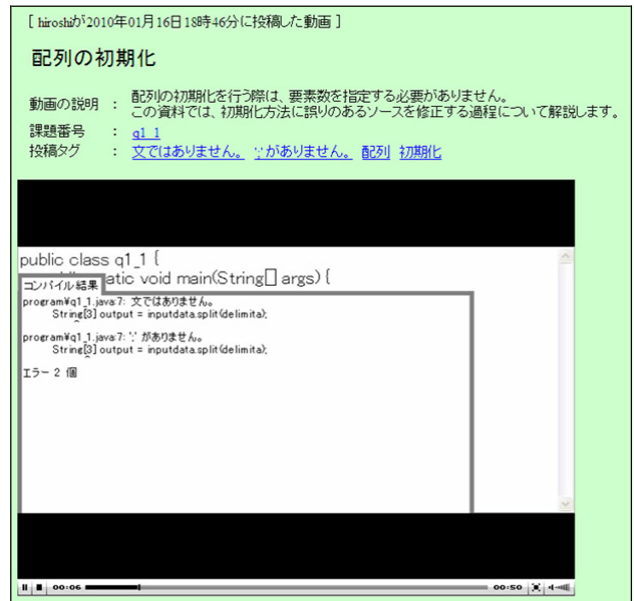 [ hiroshiが2010年01月16日18時46分に投稿した動画 ]
配列の初期化
動画の説明 : 配列の初期化を行う際は、要素数を指定する必要がありません。
この資料では、初期化方法に誤りのあるソースを修正する過程について解説します。
課題番号 : q1_1
投稿タグ : 文ではありません。 ';'がありません。 配列 初期化
public class q1_1 {
atic void main(String[] args) {
コンパイル結果
program¥q1_1.java:7: 文ではありません。
String[3] output = inputdata.split(delimita);
^
program¥q1_1.java:7: ';' がありません。
String[3] output = inputdata.split(delimita);
^
エラー 2 個
00:06
00:50